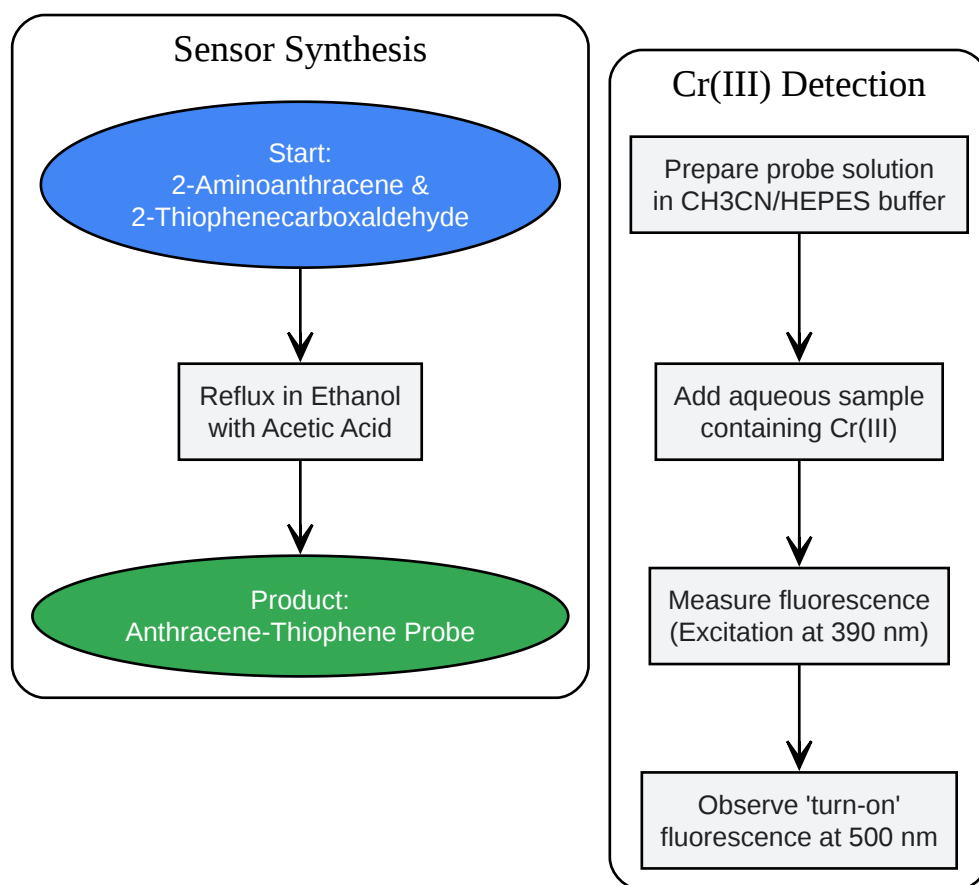 Sensor Synthesis
Start:
2-Aminoanthracene &
2-Thiophenecarboxaldehyde
Reflux in Ethanol
with Acetic Acid
Product:
Anthracene-Thiophene Probe
Cr(III) Detection
Prepare probe solution
in CH3CN/HEPES buffer
Add aqueous sample
containing Cr(III)
Measure fluorescence
(Excitation at 390 nm)
Observe 'turn-on'
fluorescence at 500 nm